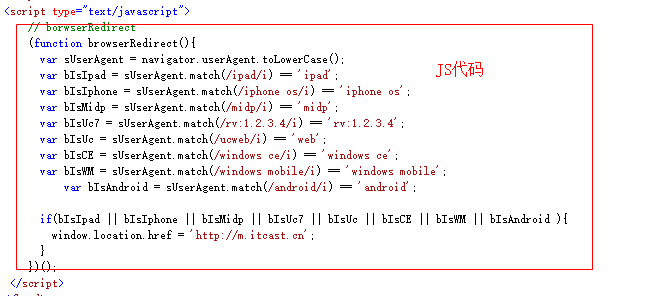 <script type="text/javascript">
// borwserRedirect
(function browserRedirect(){
var sUserAgent = navigator.userAgent.toLowerCase();
var bIsIpad = sUserAgent.match(/ipad/i) == 'ipad';
var bIsIphone = sUserAgent.match(/iphone os/i) == 'iphone os';
var bIsMidp = sUserAgent.match(/midp/i) == 'midp';
var bIsUc7 = sUserAgent.match(/rv:1.2.3.4/i) == 'rv:1.2.3.4';
var bIsUc = sUserAgent.match(/ucweb/i) == 'web';
var bIsCE = sUserAgent.match(/windows ce/i) == 'windows ce';
var bIsWM = sUserAgent.match(/windows mobile/i) == 'windows mobile';
var bIsAndroid = sUserAgent.match(/android/i) == 'android';
if(bIsIpad || bIsIphone || bIsMidp || bIsUc7 || bIsUc || bIsCE || bIsWM || bIsAndroid ){
window.location.href = 'http://m.itcast.cn';
}
})();
</script>
JS代码